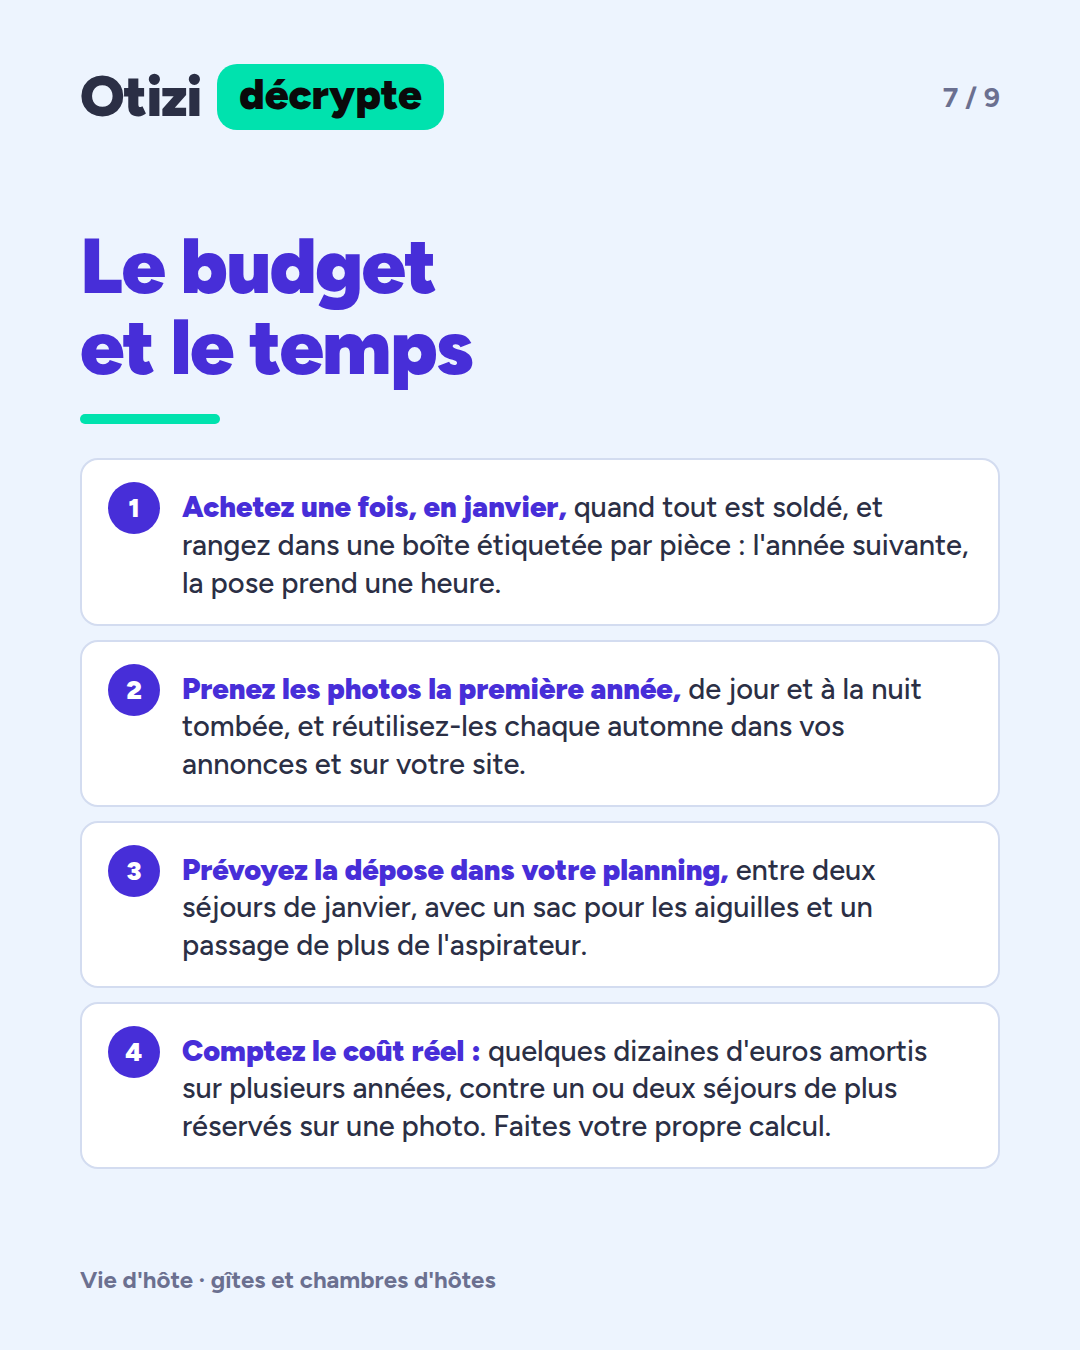 Otizi décrypte
7 / 9
Le budget
et le temps
1 Achetez une fois, en janvier, quand tout est soldé, et
rangez dans une boîte étiquetée par pièce : l'année suivante,
la pose prend une heure.
2 Prenez les photos la première année, de jour et à la nuit
tombée, et réutilisez-les chaque automne dans vos
annonces et sur votre site.
3 Prévoyez la dépose dans votre planning, entre deux
séjours de janvier, avec un sac pour les aiguilles et un
passage de plus de l'aspirateur.
4 Comptez le coût réel : quelques dizaines d'euros amortis
sur plusieurs années, contre un ou deux séjours de plus
réservés sur une photo. Faites votre propre calcul.
Vie d'hôte · gîtes et chambres d'hôtes